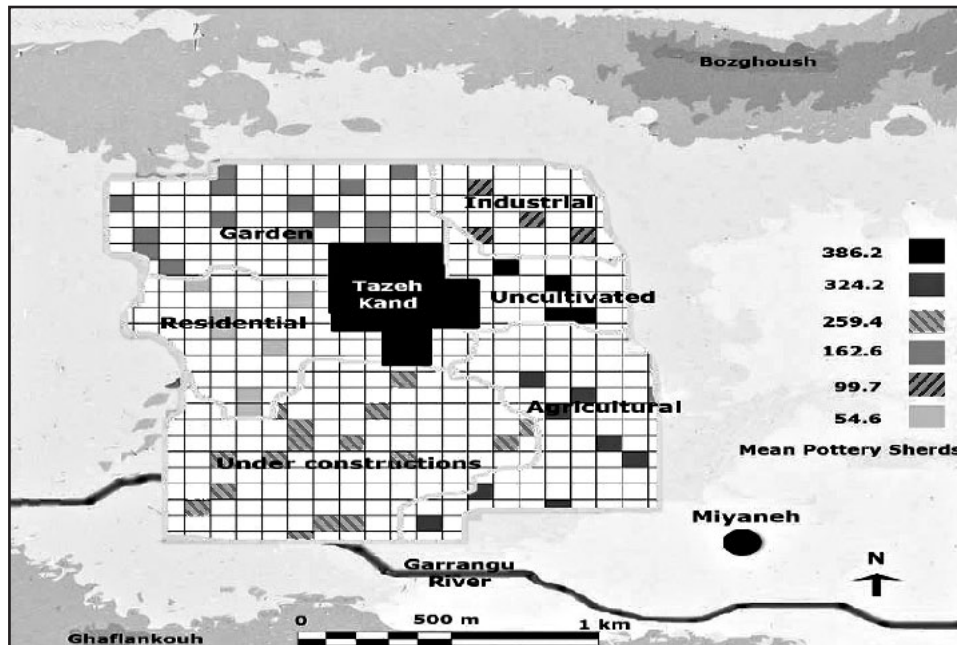 Bozghoush
Industrial
Garden
386.2
Tazeh
Kand
324.2
Uncultivated
Residential
259.4
162.6
99.7
Agricultural
54.6
Mean Pottery Sherds
Under constructions
Miyaneh
N
Garrangu
River
0 500 m 1 km
Ghaflankouh